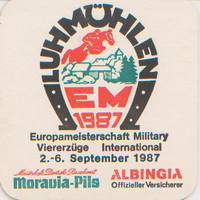 LUHMÜHLEN
EM
1987
Europameisterschaft Military
Viererzüge International
2.-6. September 1987
Moravia-Pils
ALBINGIA
Offizieller Versicherer